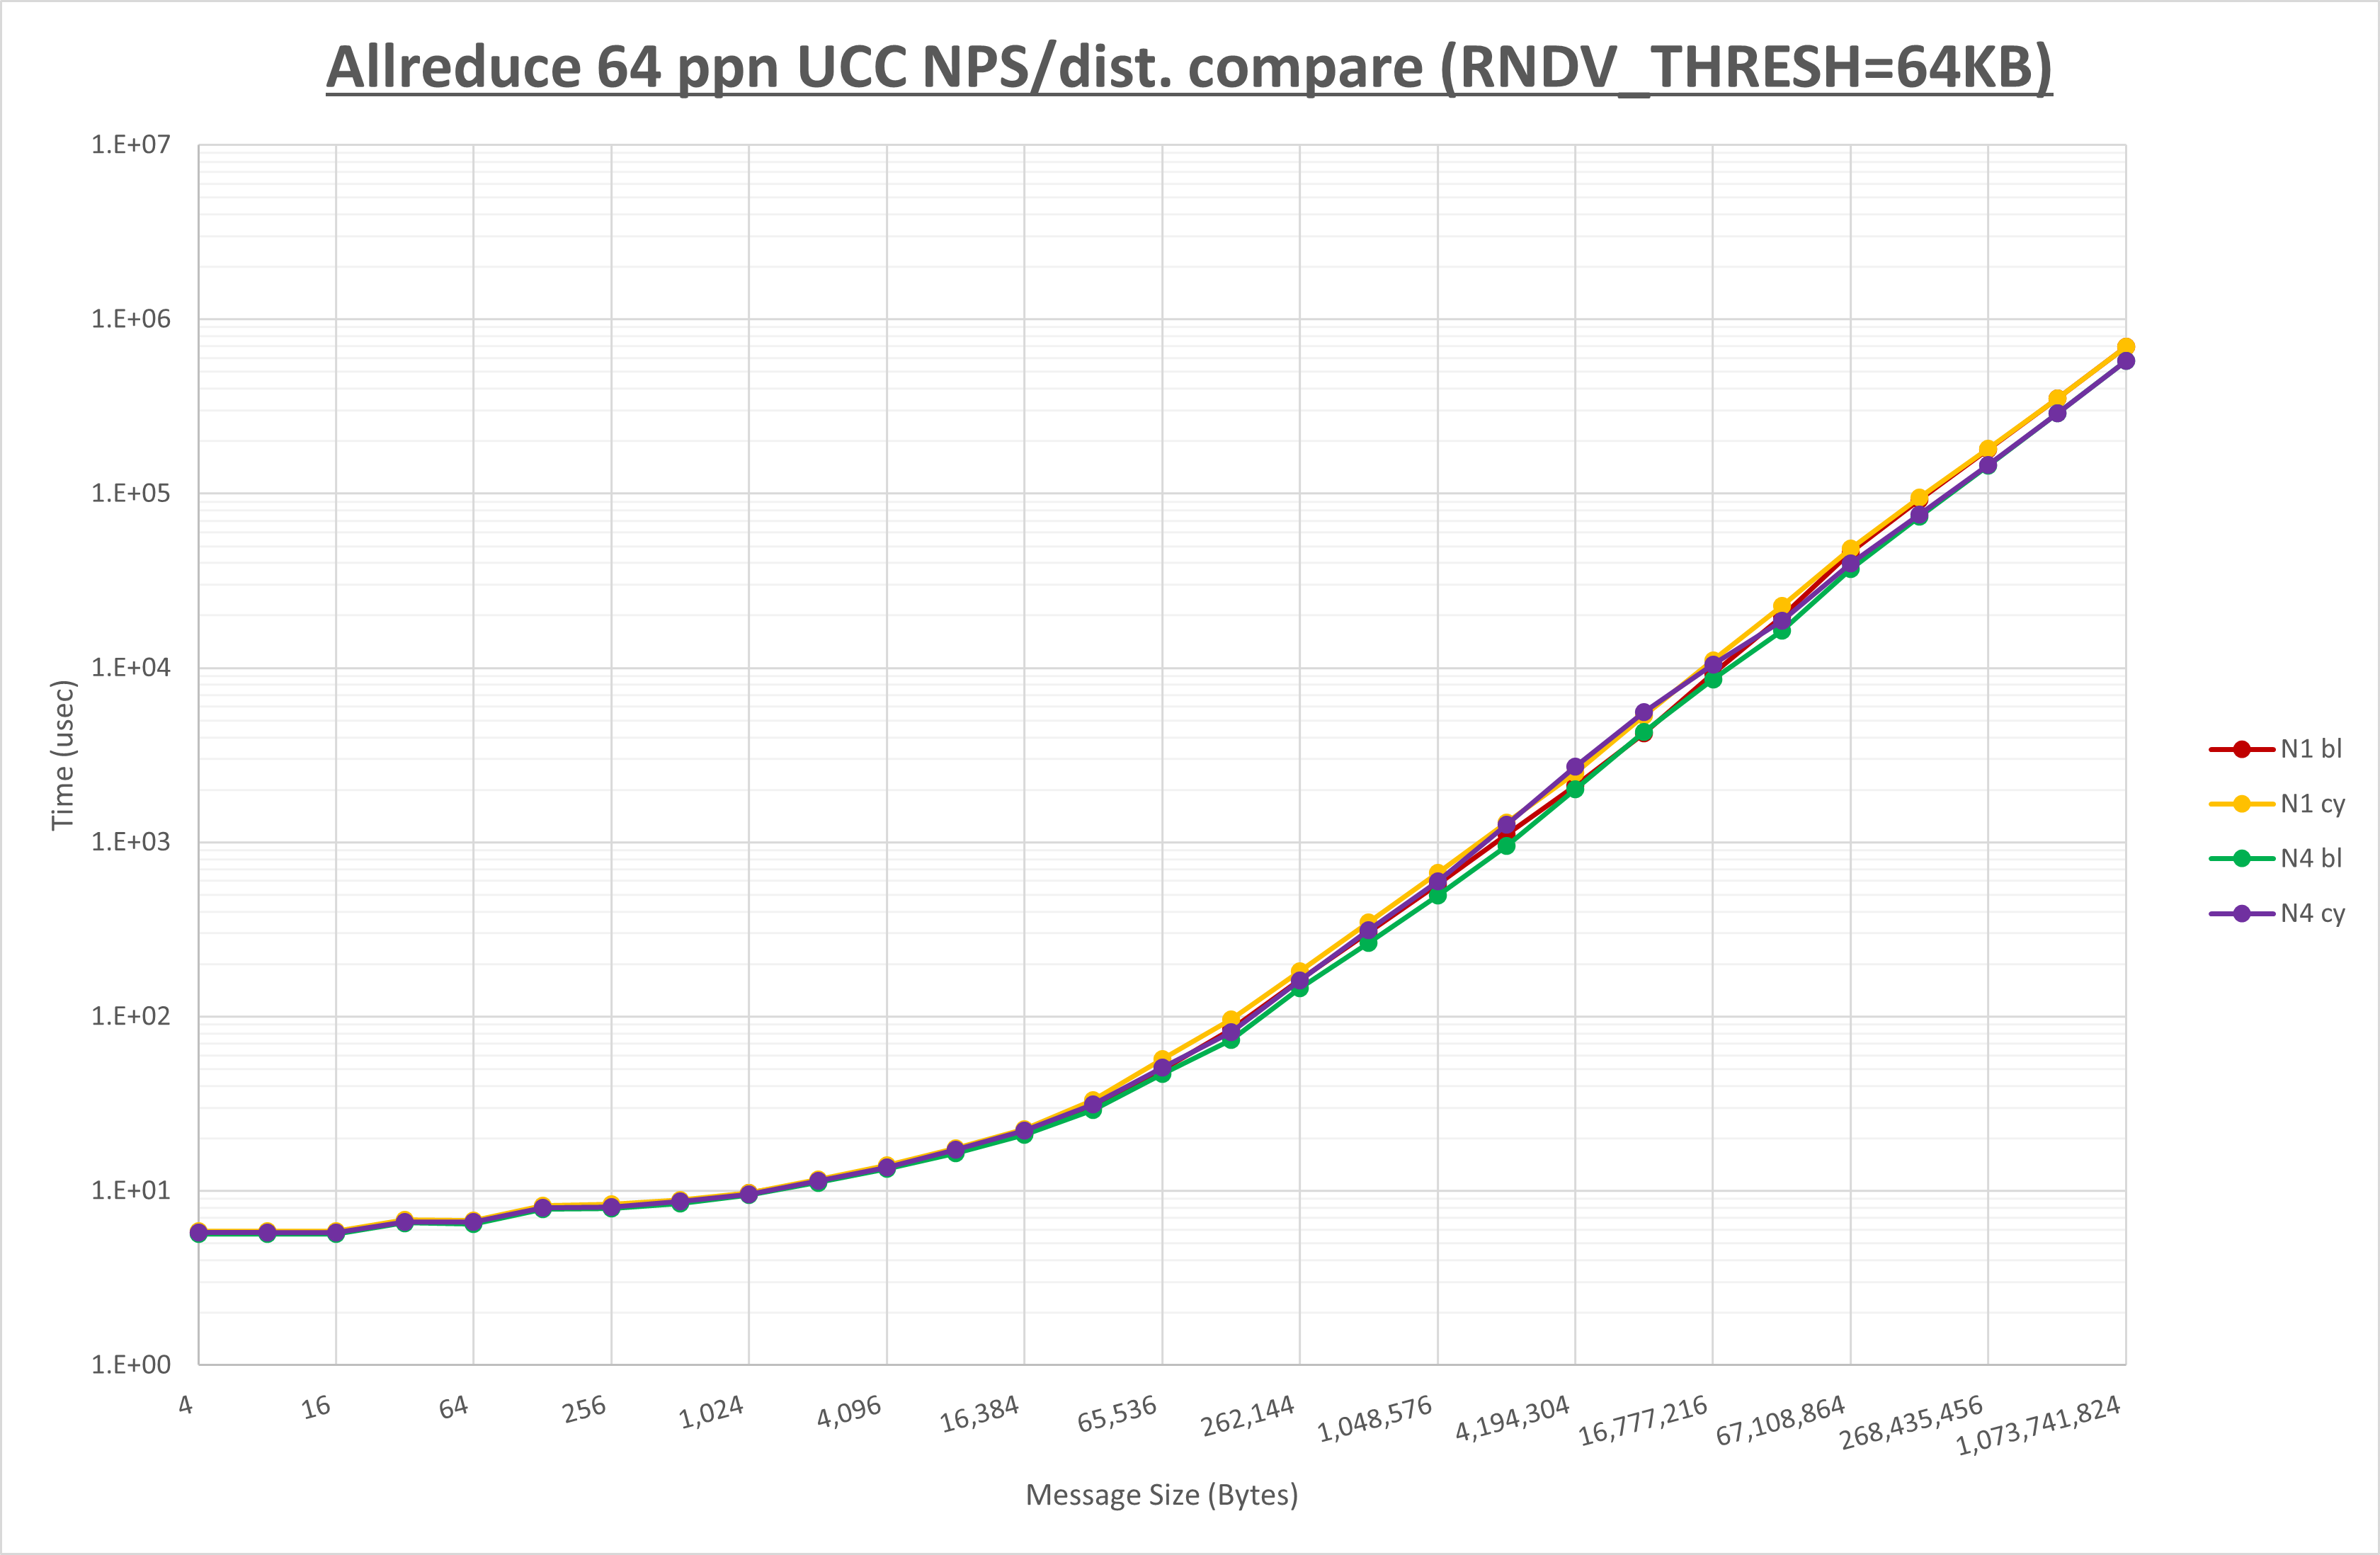 Allreduce 64 ppn UCC NPS/dist. compare (RNDV_THRESH=64KB)
1.E+07
1.E+06
1.E+05
1.E+04
1.E+03
1.E+02
1.E+01
1.E+00
Time (usec)
4
16
64
256
1,024
4,096
16,384
65,536
262,144
1,048,576
4,194,304
16,777,216
67,108,864
268,435,456
1,073,741,824
Message Size (Bytes)
N1 bl
N1 cy
N4 bl
N4 cy